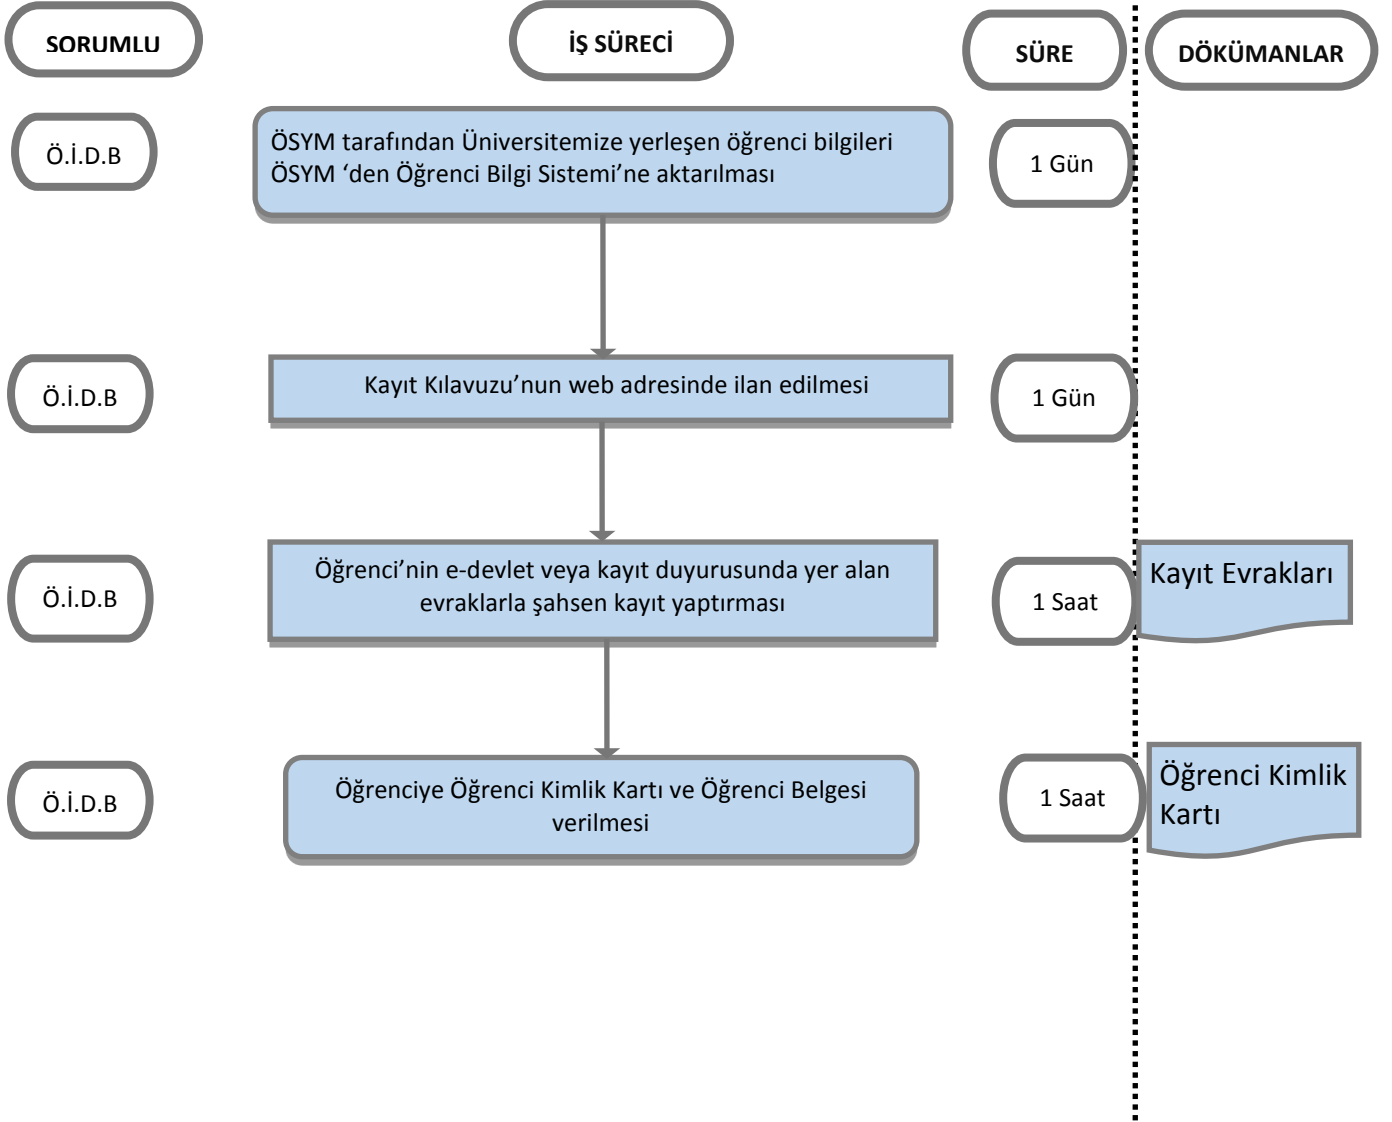 SORUMLU
İŞ SÜRECİ
SÜRE
DÖKÜMANLAR
Ö.İ.D.B
ÖSYM tarafından Üniversitemize yerleşen öğrenci bilgileri
ÖSYM ‘den Öğrenci Bilgi Sistemi’ne aktarılması
1 Gün
Ö.İ.D.B
Kayıt Kılavuzu’nun web adresinde ilan edilmesi
1 Gün
Ö.İ.D.B
Öğrenci’nin e-devlet veya kayıt duyurusunda yer alan
evraklarla şahsen kayıt yaptırması
1 Saat
Kayıt Evrakları
Ö.İ.D.B
Öğrenciye Öğrenci Kimlik Kartı ve Öğrenci Belgesi
verilmesi
1 Saat
Öğrenci Kimlik
Kartı